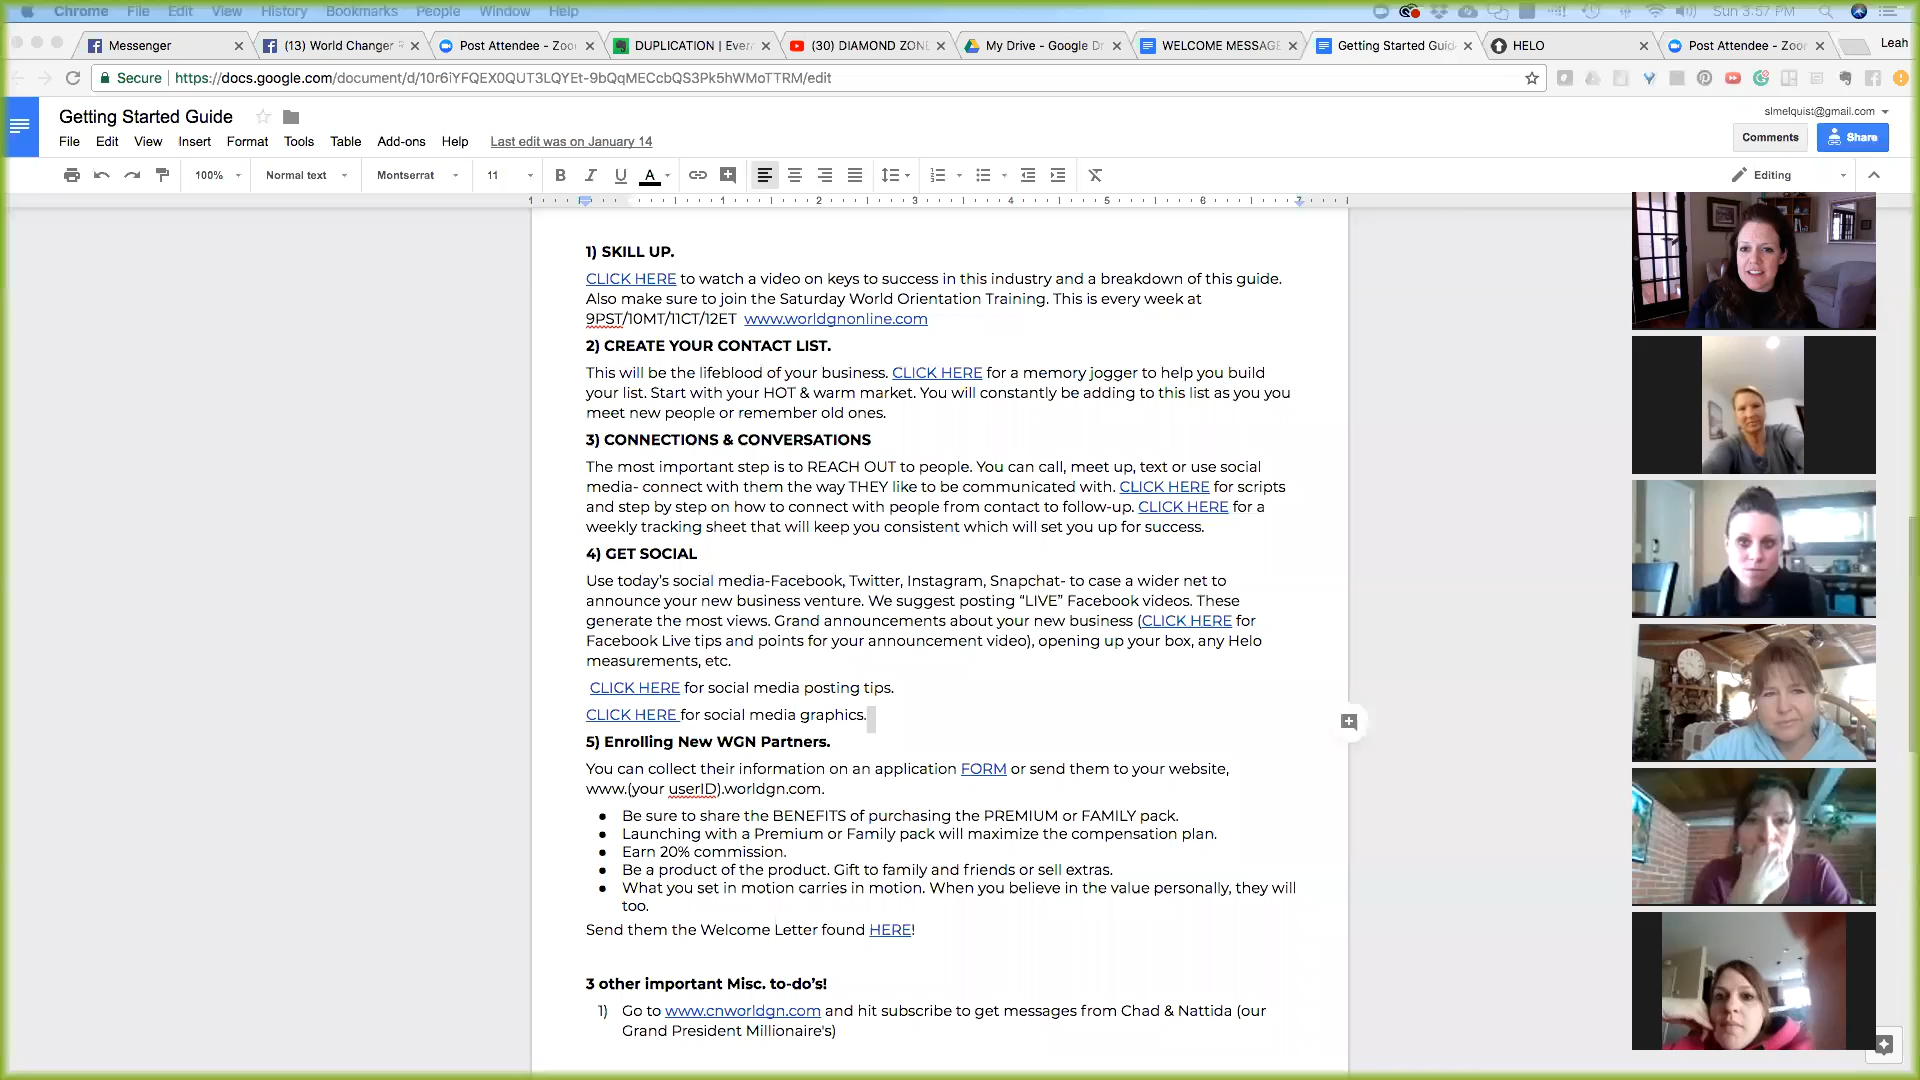 Chrome File Edit View History Bookmarks People Window Help Sun 3:57 PM
Messenger (13) World Changer Post Attendee - Zoo DUPLICATION | Ever (30) DIAMOND ZONE My Drive - Google Dr WELCOME MESSAGE Getting Started Guid HELO Post Attendee - Zoo Leah
Secure https://docs.google.com/document/d/10r6iYFQEX0QUT3LQYEt-9bQqMECcbQS3Pk5hWMoTTRM/edit
Getting Started Guide
slmelquist@gmail.com
File Edit View Insert Format Tools Table Add-ons Help Last edit was on January 14
Comments Share
100% Normal text Montserrat 11 B I U A Editing
1 1 2 3 4 5 6 7
1) SKILL UP.
CLICK HERE to watch a video on keys to success in this industry and a breakdown of this guide.
Also make sure to join the Saturday World Orientation Training. This is every week at
9PST/10MT/11CT/12ET www.worldgnonline.com
2) CREATE YOUR CONTACT LIST.
This will be the lifeblood of your business. CLICK HERE for a memory jogger to help you build
your list. Start with your HOT & warm market. You will constantly be adding to this list as you you
meet new people or remember old ones.
3) CONNECTIONS & CONVERSATIONS
The most important step is to REACH OUT to people. You can call, meet up, text or use social
media- connect with them the way THEY like to be communicated with. CLICK HERE for scripts
and step by step on how to connect with people from contact to follow-up. CLICK HERE for a
weekly tracking sheet that will keep you consistent which will set you up for success.
4) GET SOCIAL
Use today's social media-Facebook, Twitter, Instagram, Snapchat- to case a wider net to
announce your new business venture. We suggest posting “LIVE” Facebook videos. These
generate the most views. Grand announcements about your new business (CLICK HERE for
Facebook Live tips and points for your announcement video), opening up your box, any Helo
measurements, etc.
CLICK HERE for social media posting tips.
CLICK HERE for social media graphics.
5) Enrolling New WGN Partners.
You can collect their information on an application FORM or send them to your website,
www.(your userID).worldgn.com.
● Be sure to share the BENEFITS of purchasing the PREMIUM or FAMILY pack.
● Launching with a Premium or Family pack will maximize the compensation plan.
● Earn 20% commission.
● Be a product of the product. Gift to family and friends or sell extras.
● What you set in motion carries in motion. When you believe in the value personally, they will
too.
Send them the Welcome Letter found HERE!
3 other important Misc. to-do's!
1) Go to www.cnworldgn.com and hit subscribe to get messages from Chad & Nattida (our
Grand President Millionaire's)